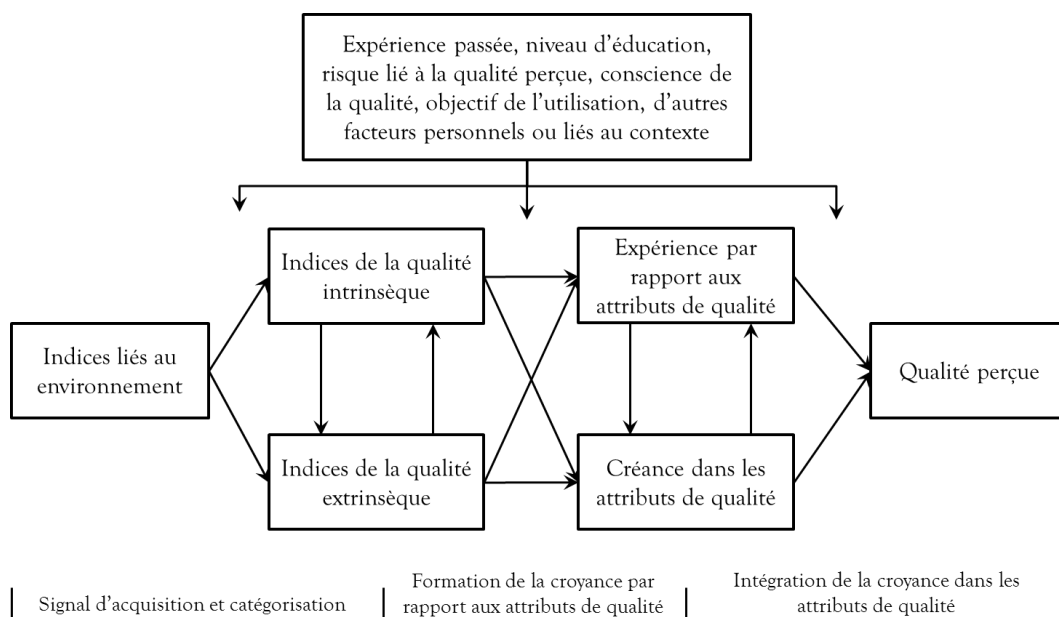 Expérience passée, niveau d'éducation,
risque lié à la qualité perçue, conscience de
la qualité, objectif de l'utilisation, d'autres
facteurs personnels ou liés au contexte
Indices de la qualité
intrinsèque
Expérience par
rapport aux
attributs de qualité
Indices liés au
environnement
Qualité perçue
Indices de la qualité
extrinsèque
Créance dans les
attributs de qualité
Signal d'acquisition et catégorisation
Formation de la croyance par
rapport aux attributs de qualité
Intégration de la croyance dans les
attributs de qualité